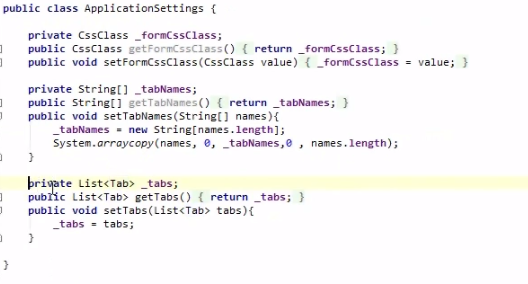 public class ApplicationSettings {
private CssClass _formCssClass;
public CssClass getFormCssClass() { return _formCssClass; }
public void setFormCssClass(CssClass value) { _formCssClass = value; }
private String[] _tabNames;
public String[] getTabNames() { return _tabNames; }
public void setTabNames(String[] names){
_tabNames = new String[names.length];
System.arraycopy(names, 0, _tabNames,0 , names.length);
}
private List<Tab> _tabs;
public List<Tab> getTabs() { return _tabs; }
public void setTabs(List<Tab> tabs){
_tabs = tabs;
}
}